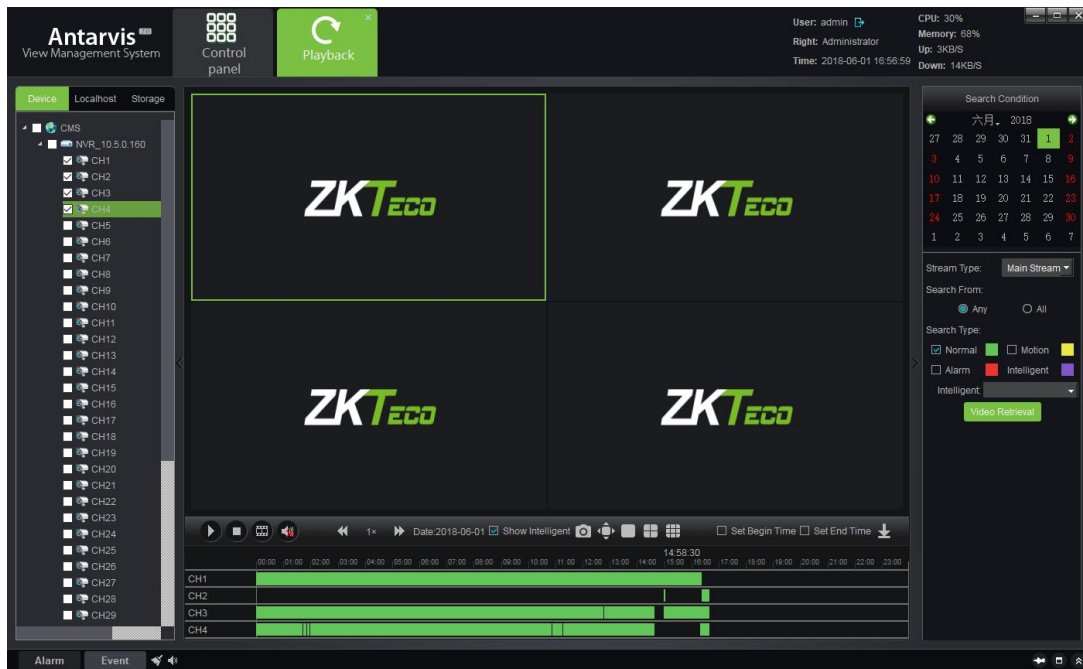 Antarvis 2.0
View Management System
Control
panel
Playback
User: admin
Right: Administrator
Time: 2018-06-01 16:56:59
CPU: 30%
Memory: 68%
Up: 3KB/S
Down: 14KB/S
Device Localhost Storage
CMS
NVR_10.5.0.160
CH1
CH2
CH3
CH4
CH5
CH6
CH7
CH8
CH9
CH10
CH11
CH12
CH13
CH14
CH15
CH16
CH17
CH18
CH19
CH20
CH21
CH22
CH23
CH24
CH25
CH26
CH27
CH28
CH29
ZKTECO
ZKTECO
ZKTECO
ZKTECO
1× Date:2018-06-01 Show Intelligent Set Begin Time Set End Time
14:58:30
00:00 01:00 02:00 03:00 04:00 05:00 06:00 07:00 08:00 09:00 10:00 11:00 12:00 13:00 14:00 15:00 16:00 17:00 18:00 19:00 20:00 21:00 22:00 23:00
CH1
CH2
CH3
CH4
Search Condition
六月 2018
27 28 29 30 31 1 2
3 4 5 6 7 8 9
10 11 12 13 14 15 16
17 18 19 20 21 22 23
24 25 26 27 28 29 30
1 2 3 4 5 6 7
Stream Type: Main Stream
Search From:
Any All
Search Type:
Normal Motion
Alarm Intelligent
Intelligent:
Video Retrieval
Alarm Event